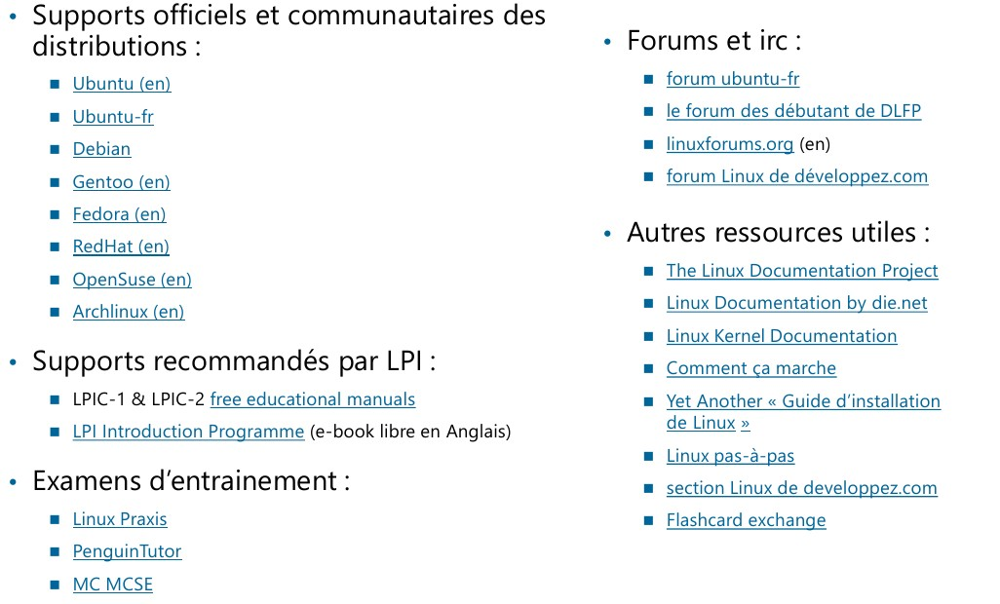 • Supports officiels et communautaires des
distributions :
■ Ubuntu (en)
■ Ubuntu-fr
■ Debian
■ Gentoo (en)
■ Fedora (en)
■ RedHat (en)
■ OpenSuse (en)
■ Archlinux (en)
• Supports recommandés par LPI :
■ LPIC-1 & LPIC-2 free educational manuals
■ LPI Introduction Programme (e-book libre en Anglais)
• Examens d’entrainement :
■ Linux Praxis
■ PenguinTutor
■ MC MCSE
• Forums et irc :
■ forum ubuntu-fr
■ le forum des débutant de DLFP
■ linuxforums.org (en)
■ forum Linux de développez.com
• Autres ressources utiles :
■ The Linux Documentation Project
■ Linux Documentation by die.net
■ Linux Kernel Documentation
■ Comment ça marche
■ Yet Another « Guide d’installation
de Linux »
■ Linux pas-à-pas
■ section Linux de developpez.com
■ Flashcard exchange